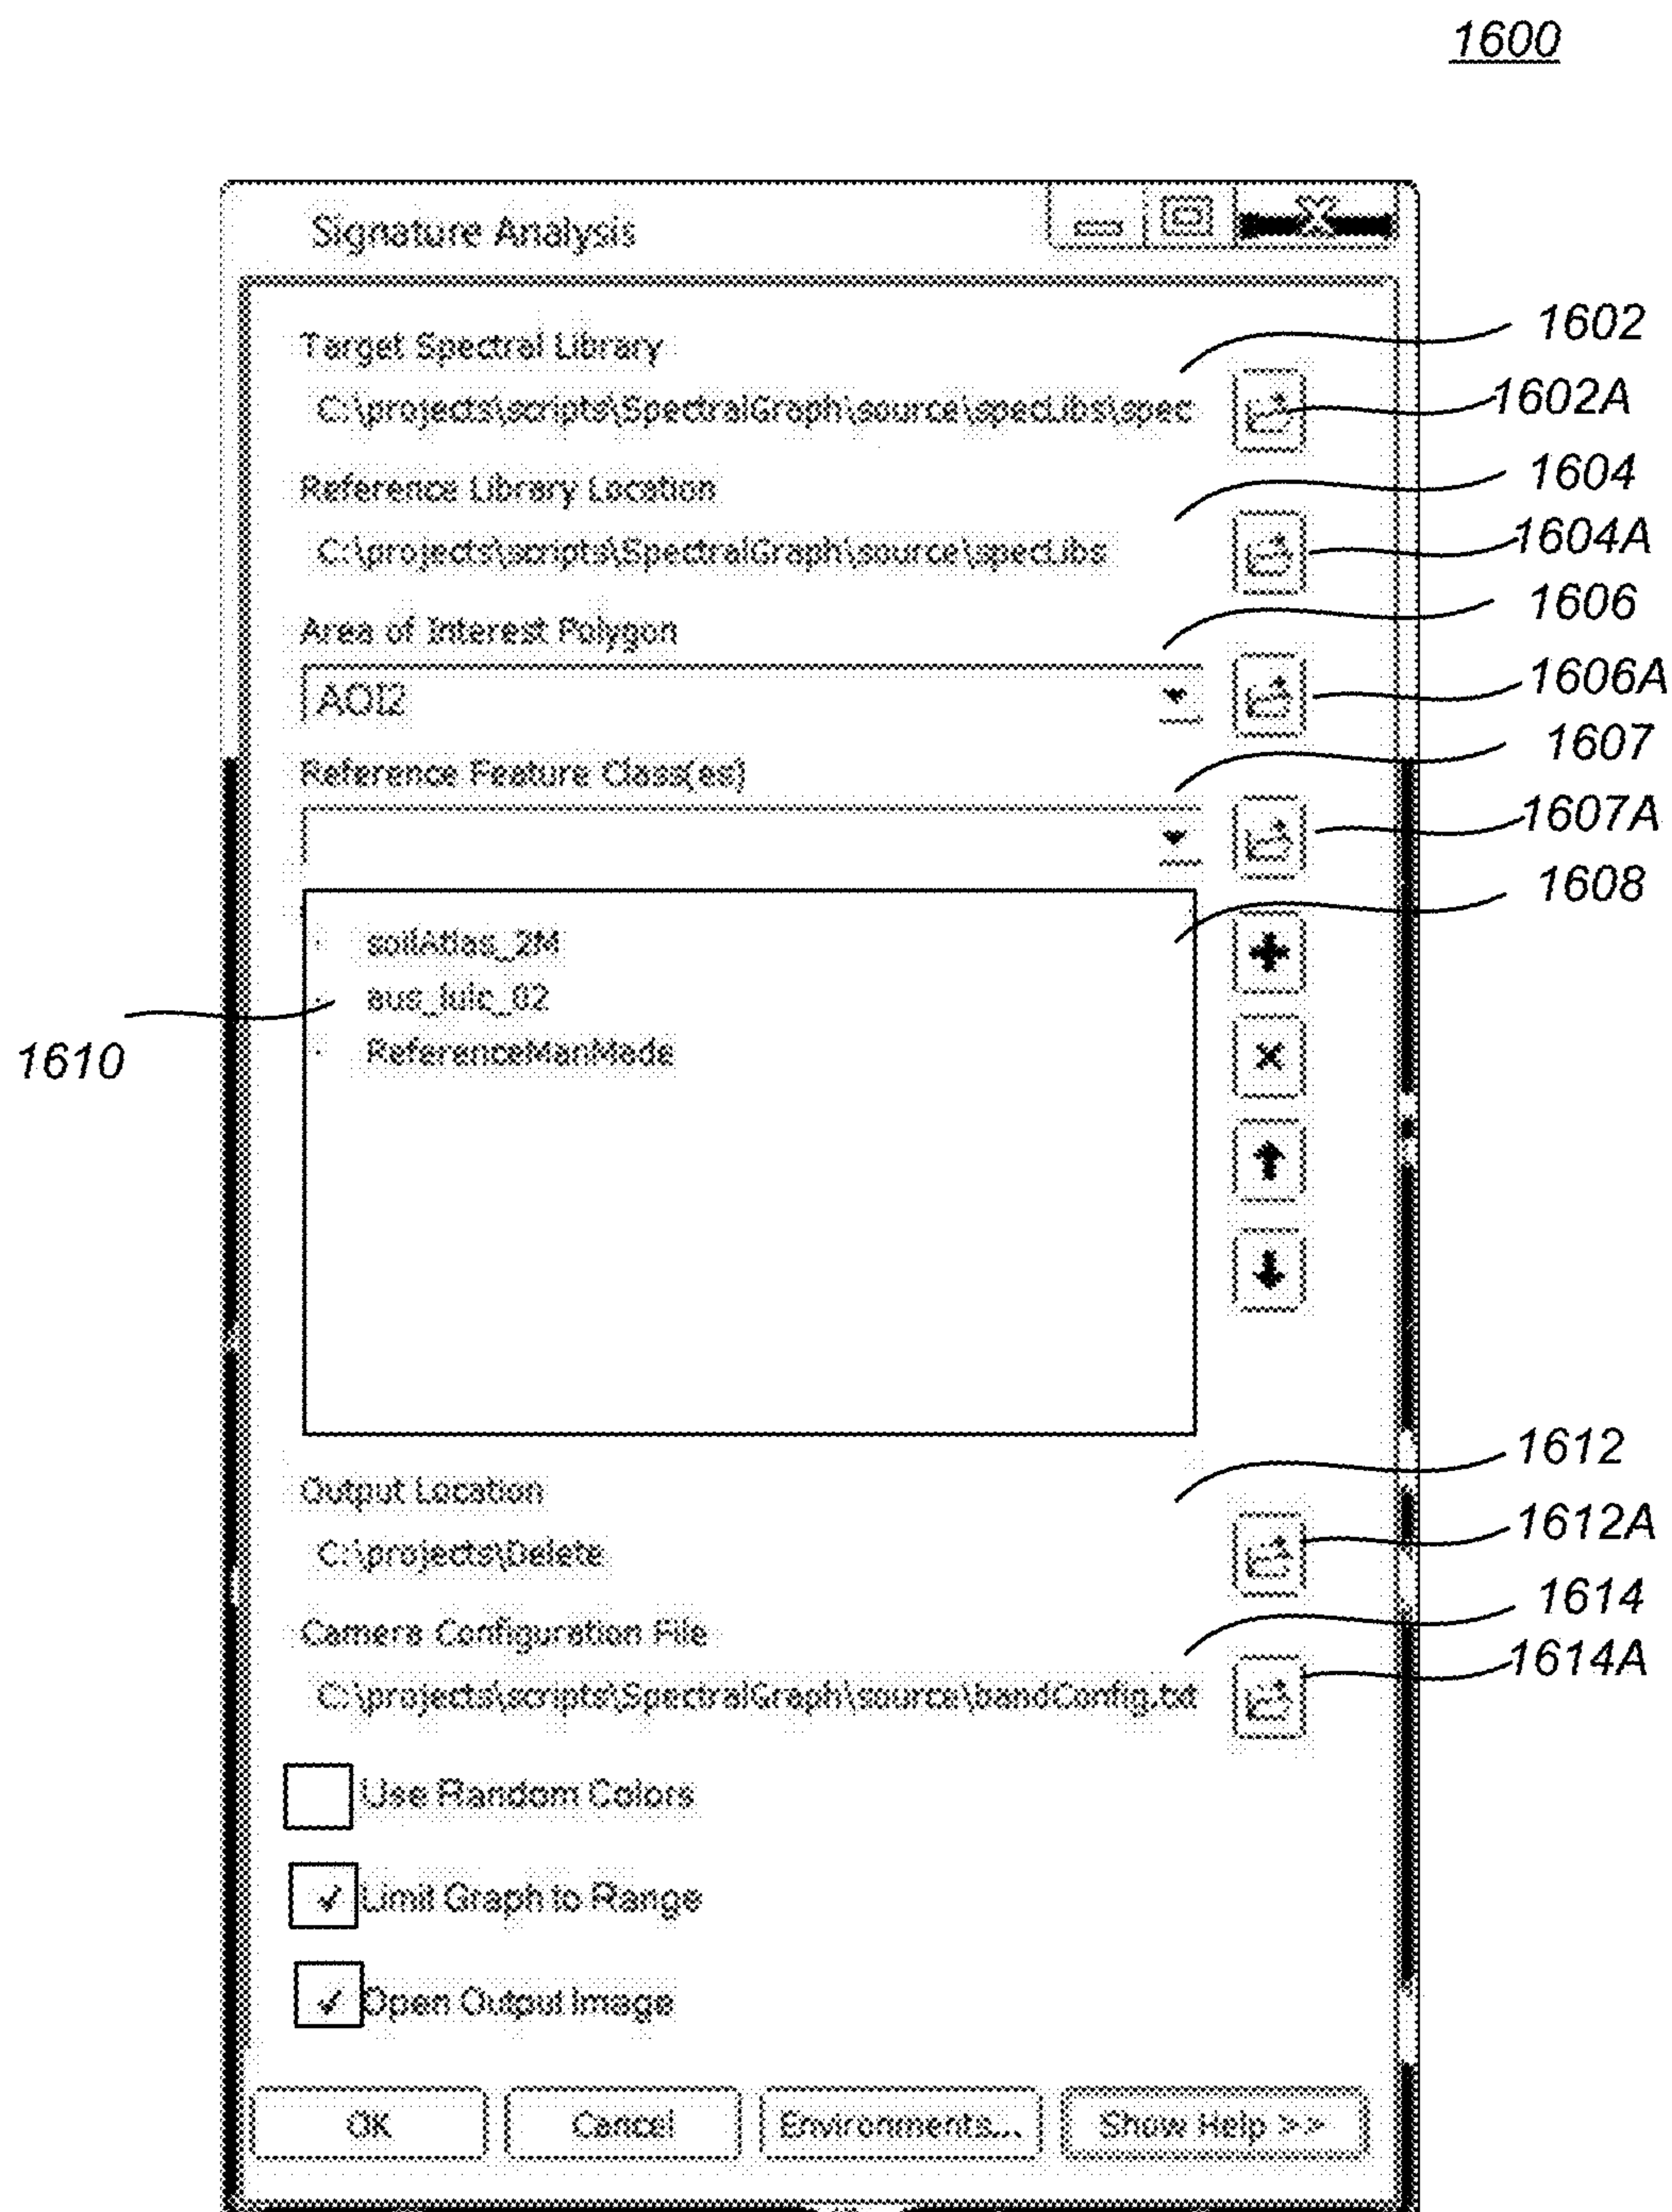 1600
Signature Analysis
Target Spectral Library
1602
C:\projects\scripts\SpectralGraph\source\specLibs\spec
1602A
Reference Library Location
1604
C:\projects\scripts\SpectralGraph\source\specLibs
1604A
Area of Interest Polygon
1606
AOI2
1606A
Reference Feature Class(es)
1607
1607A
1608
soilAtlas_2M
aus_lulc_02
1610
ReferenceManMade
Output Location
1612
C:\projects\Delete
1612A
Camera Configuration File
1614
C:\projects\scripts\SpectralGraph\source\bandConfig.txt
1614A
Use Random Colors
Limit Graph to Range
Open Output Image
OK Cancel Environments... Show Help >>